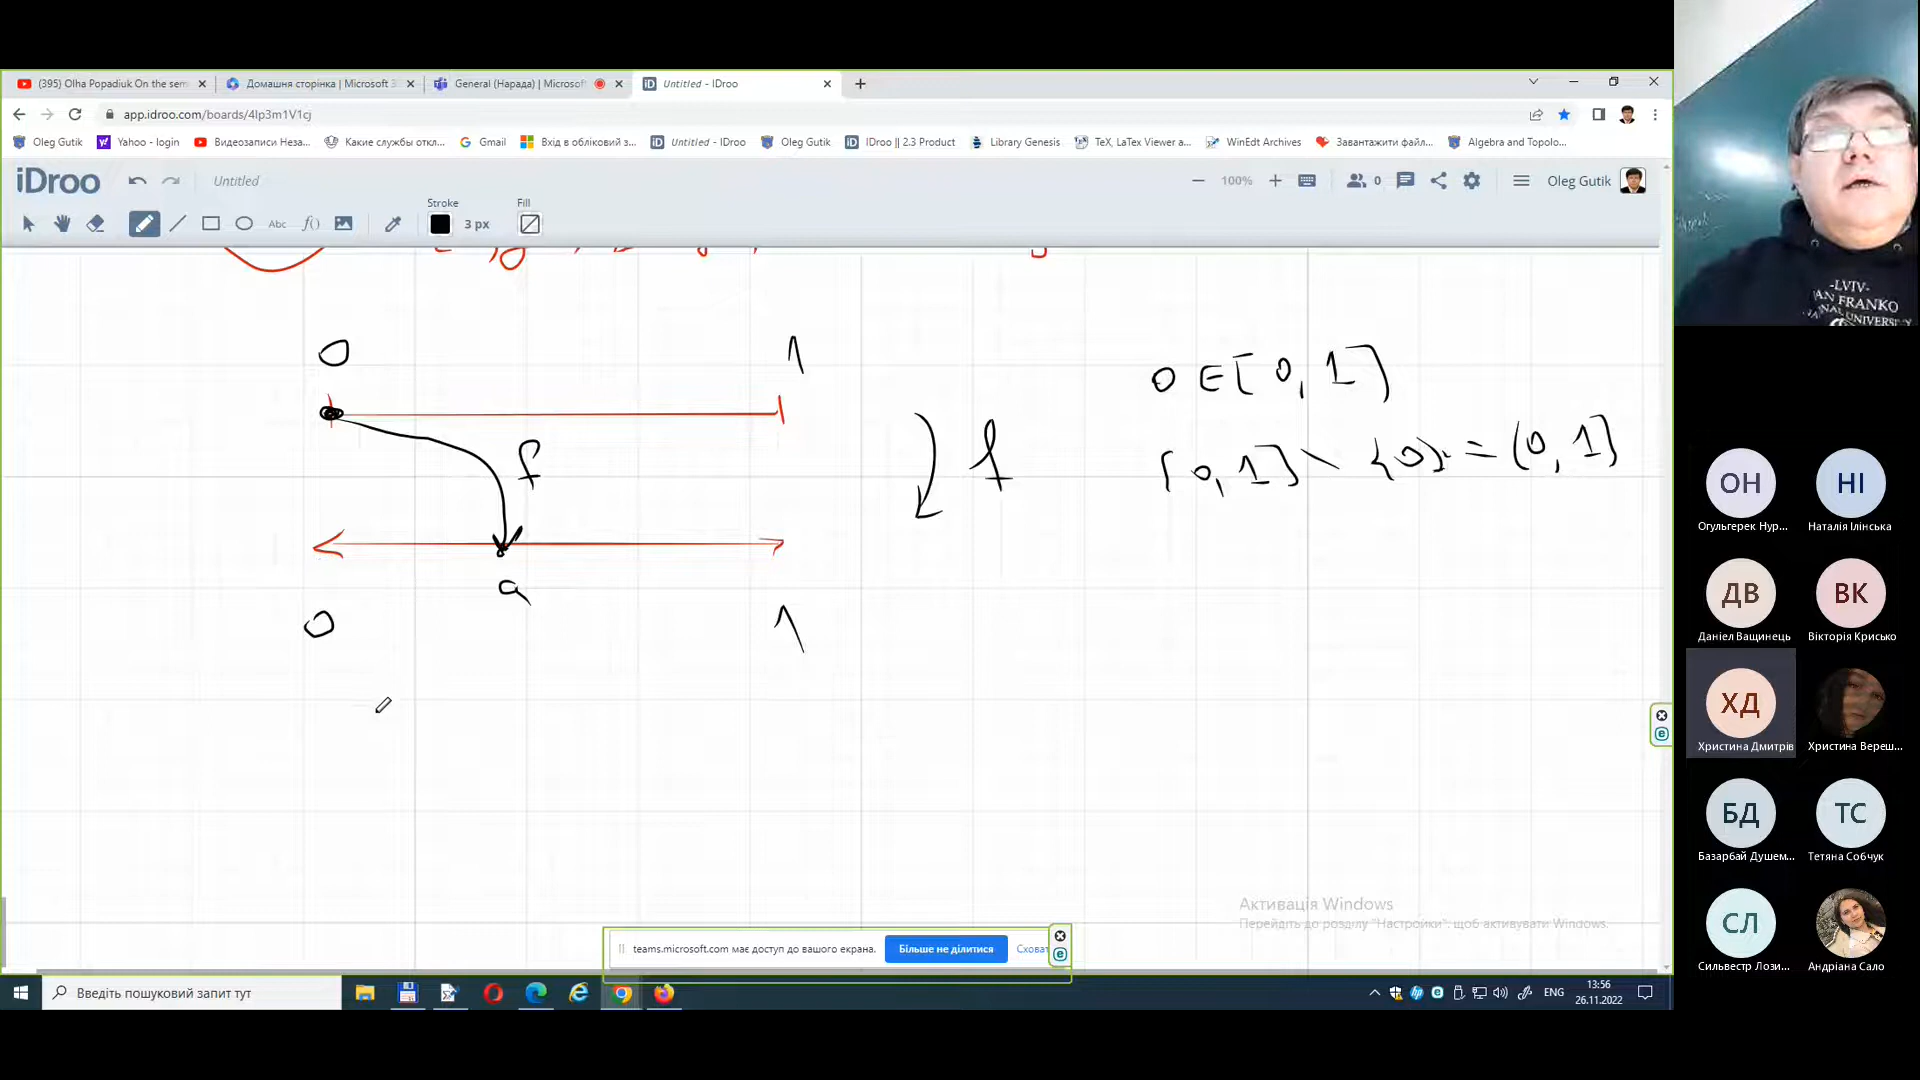 (395) Olha Popadiuk On the sem
Домашня сторінка | Microsoft 3
General (Нарада) | Microsoft
Untitled - IDroo
app.idroo.com/boards/4lp3m1V1cj
Oleg Gutik
Yahoo - login
Видеозаписи Неза...
Какие службы откл...
Gmail
Вхід в обліковий з...
Untitled - IDroo
Oleg Gutik
IDroo || 2.3 Product
Library Genesis
TeX, LaTex Viewer a...
WinEdt Archives
Завантажити файл...
Algebra and Topolo...
iDroo
Untitled
100%
0
Oleg Gutik
Stroke
Fill
Abc
f()
3 px
0
1
f
a
0
1
f
0 ∈ [0, 1]
[0, 1] \ {0} = (0, 1]
-LVIV-
AN FRANKO
NAL UNIVERSITY
ОН
Огульгерек Нур...
НІ
Наталія Ілінська
ДВ
Даніел Ващинець
ВК
Вікторія Крисько
ХД
Христина Дмитрів
Христина Вереш...
БД
Базарбай Душем...
ТС
Тетяна Собчук
СЛ
Сильвестр Лози...
Андріана Сало
Активація Windows
Перейдіть до розділу "Настройки", щоб активувати Windows.
teams.microsoft.com має доступ до вашого екрана.
Більше не ділитися
Введіть пошуковий запит тут
ENG
13:56
26.11.2022